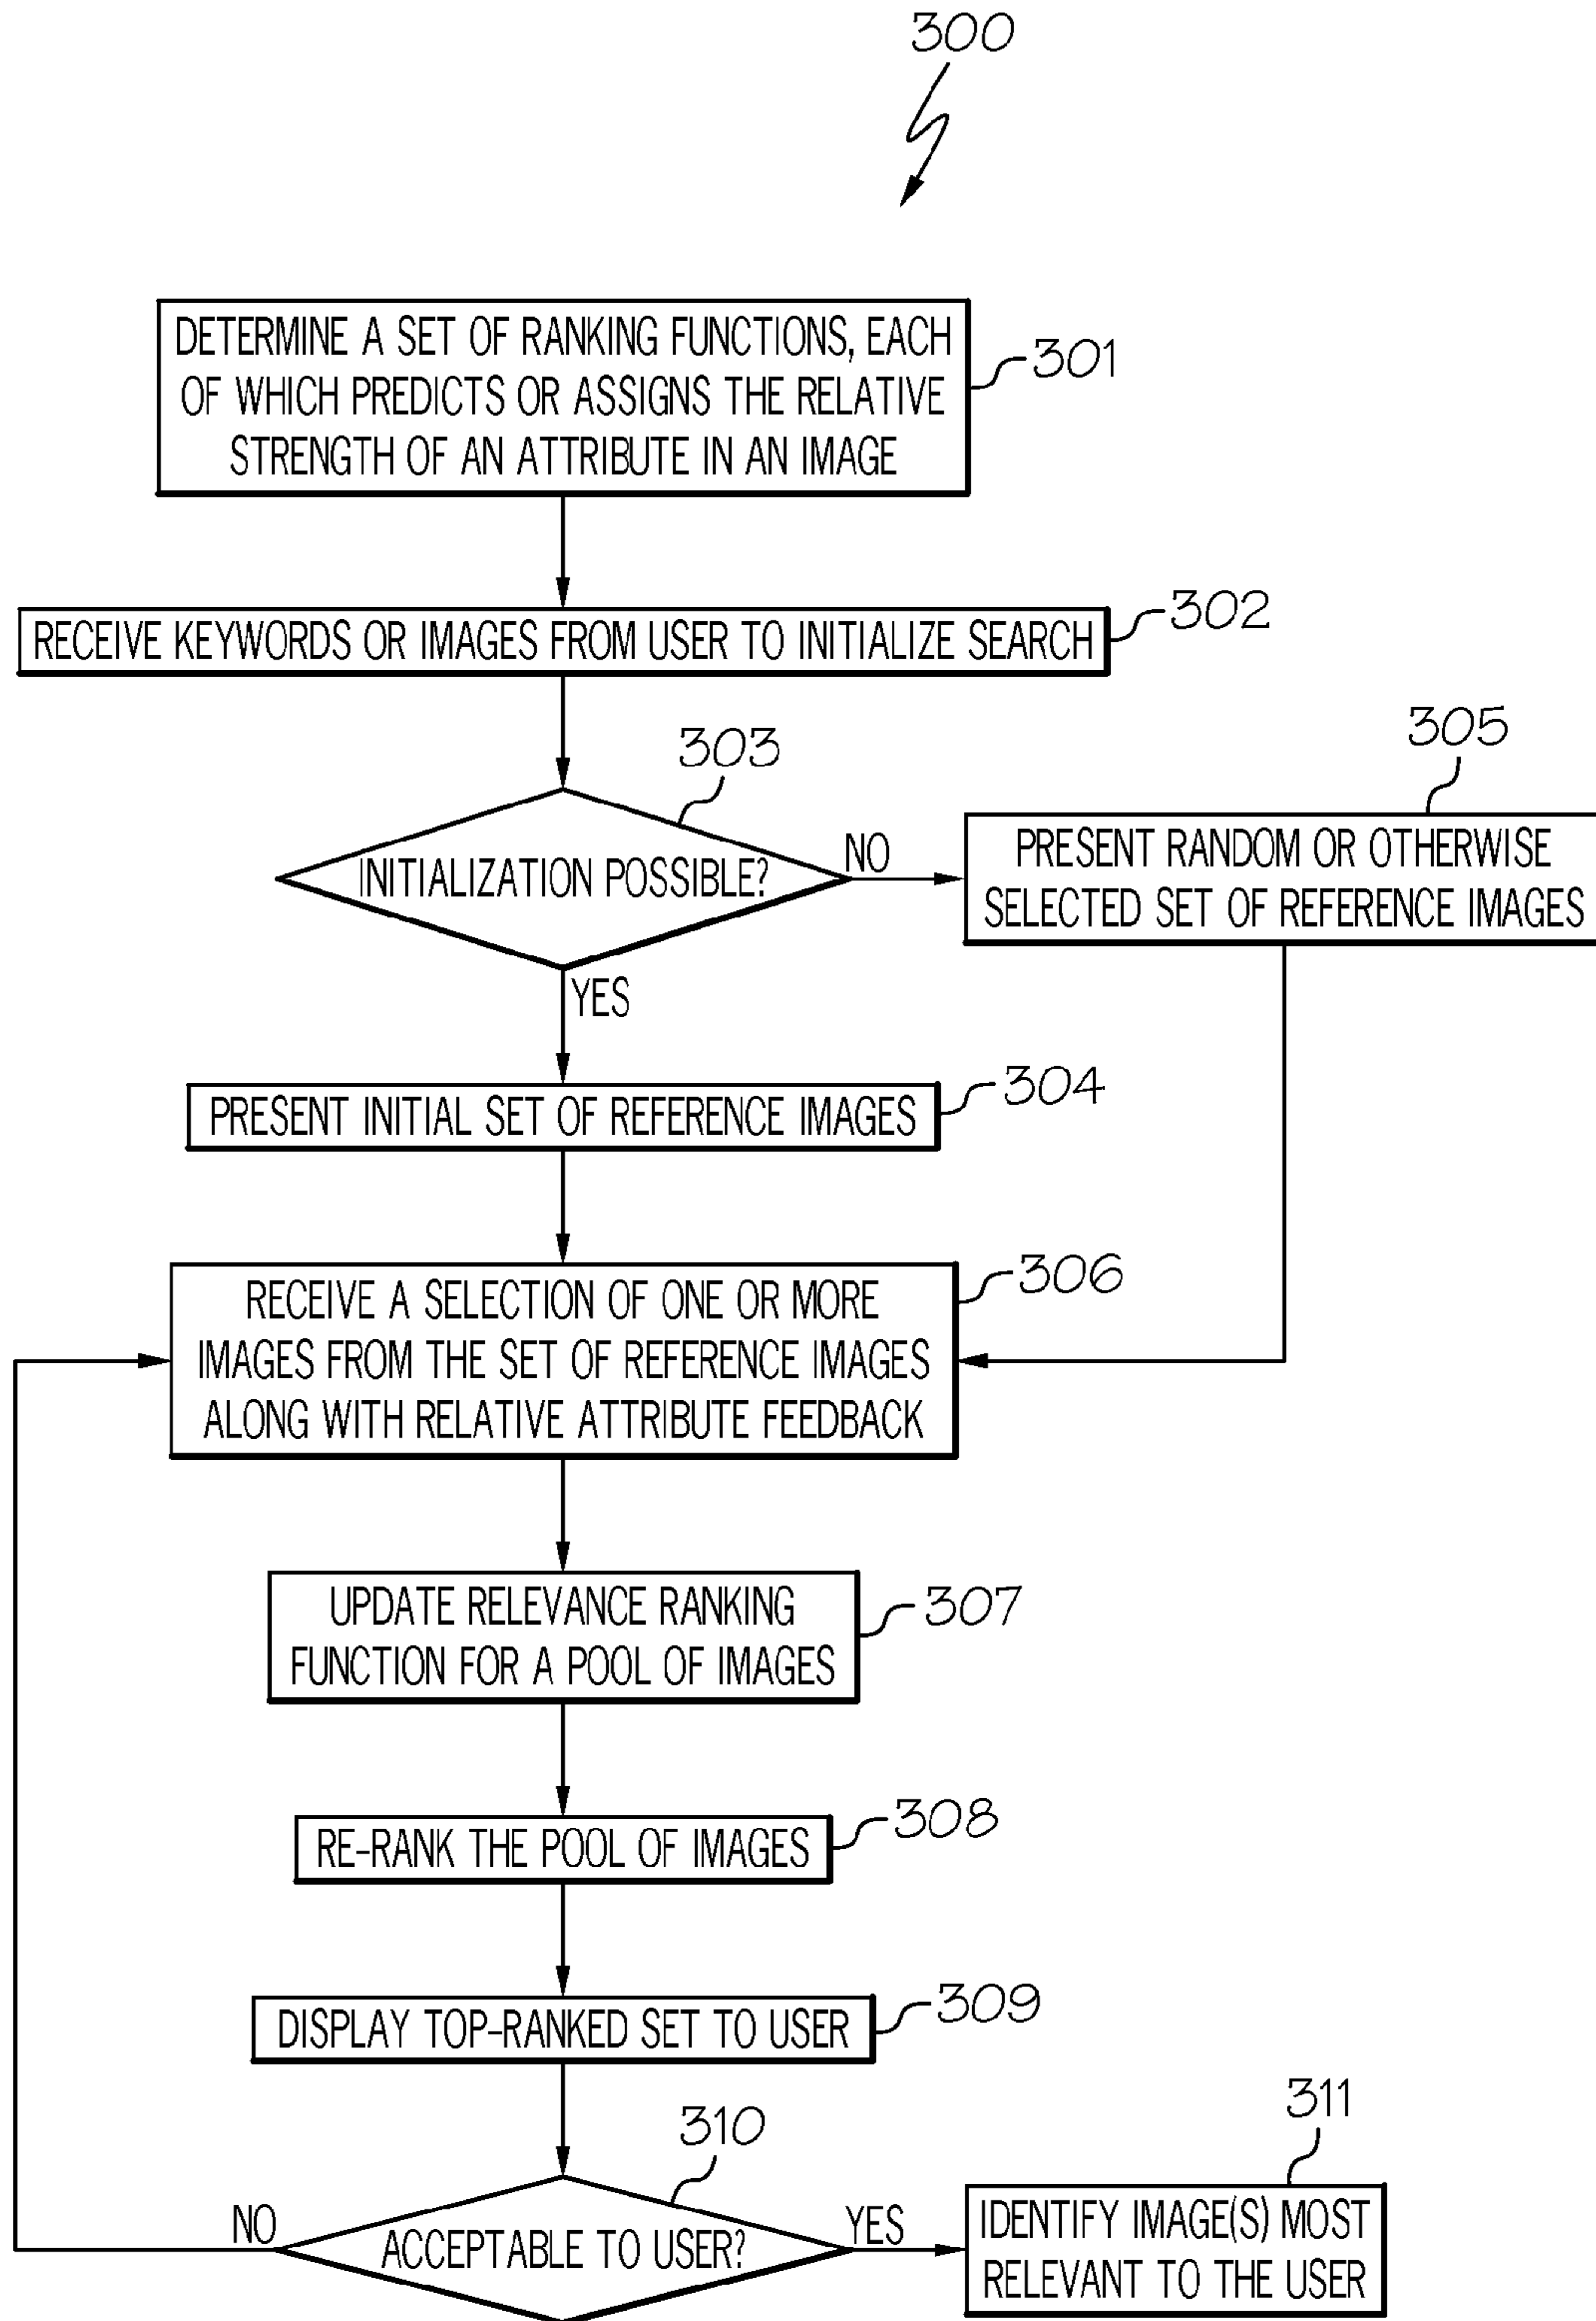 300
DETERMINE A SET OF RANKING FUNCTIONS, EACH
OF WHICH PREDICTS OR ASSIGNS THE RELATIVE
STRENGTH OF AN ATTRIBUTE IN AN IMAGE
301
RECEIVE KEYWORDS OR IMAGES FROM USER TO INITIALIZE SEARCH
302
303
INITIALIZATION POSSIBLE?
NO
YES
305
PRESENT RANDOM OR OTHERWISE
SELECTED SET OF REFERENCE IMAGES
PRESENT INITIAL SET OF REFERENCE IMAGES
304
RECEIVE A SELECTION OF ONE OR MORE
IMAGES FROM THE SET OF REFERENCE IMAGES
ALONG WITH RELATIVE ATTRIBUTE FEEDBACK
306
UPDATE RELEVANCE RANKING
FUNCTION FOR A POOL OF IMAGES
307
RE-RANK THE POOL OF IMAGES
308
DISPLAY TOP-RANKED SET TO USER
309
310
NO
ACCEPTABLE TO USER?
YES
311
IDENTIFY IMAGE(S) MOST
RELEVANT TO THE USER